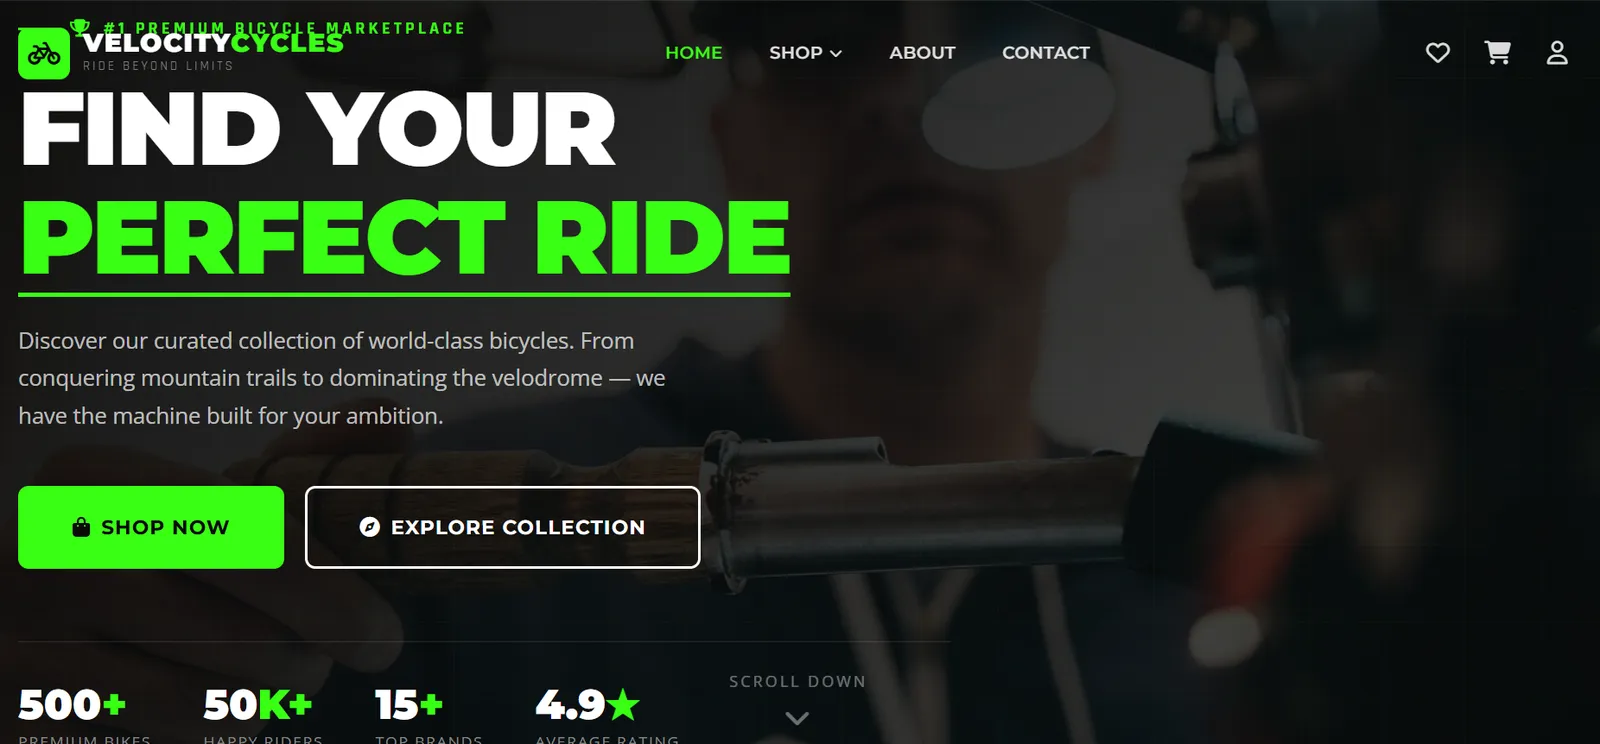 #1 PREMIUM BICYCLE MARKETPLACE
VELOCITYCYCLES
RIDE BEYOND LIMITS
HOME SHOP ABOUT CONTACT
FIND YOUR
PERFECT RIDE
Discover our curated collection of world-class bicycles. From
conquering mountain trails to dominating the velodrome — we
have the machine built for your ambition.
SHOP NOW EXPLORE COLLECTION
SCROLL DOWN
500+ 50K+ 15+ 4.9★
PREMIUM BIKES HAPPY RIDERS TOP BRANDS AVERAGE RATING